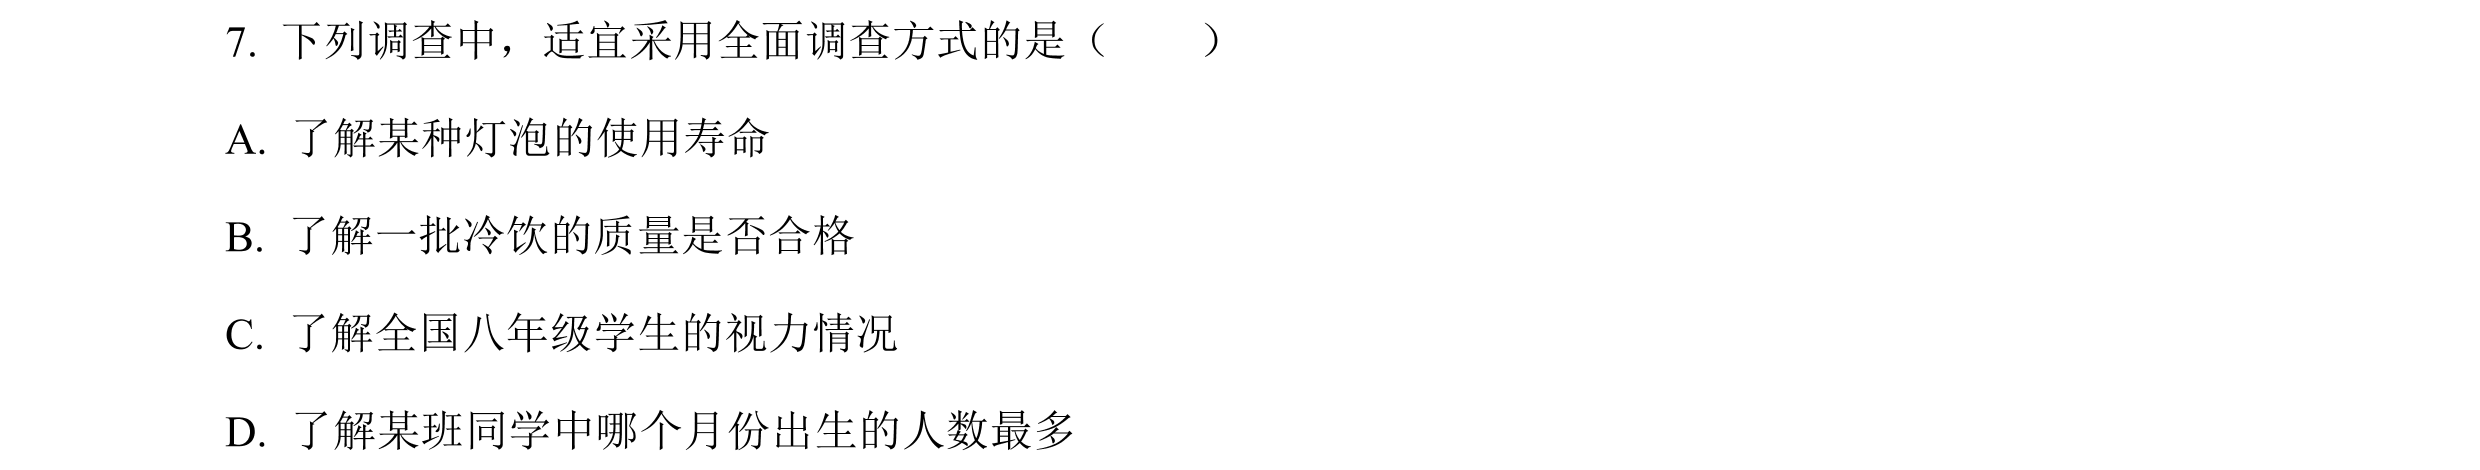 7. 下列调查中，适宜采用全面调查方式的是（  ）
A. 了解某种灯泡的使用寿命
B. 了解一批冷饮的质量是否合格
C. 了解全国八年级学生的视力情况
D. 了解某班同学中哪个月份出生的人数最多